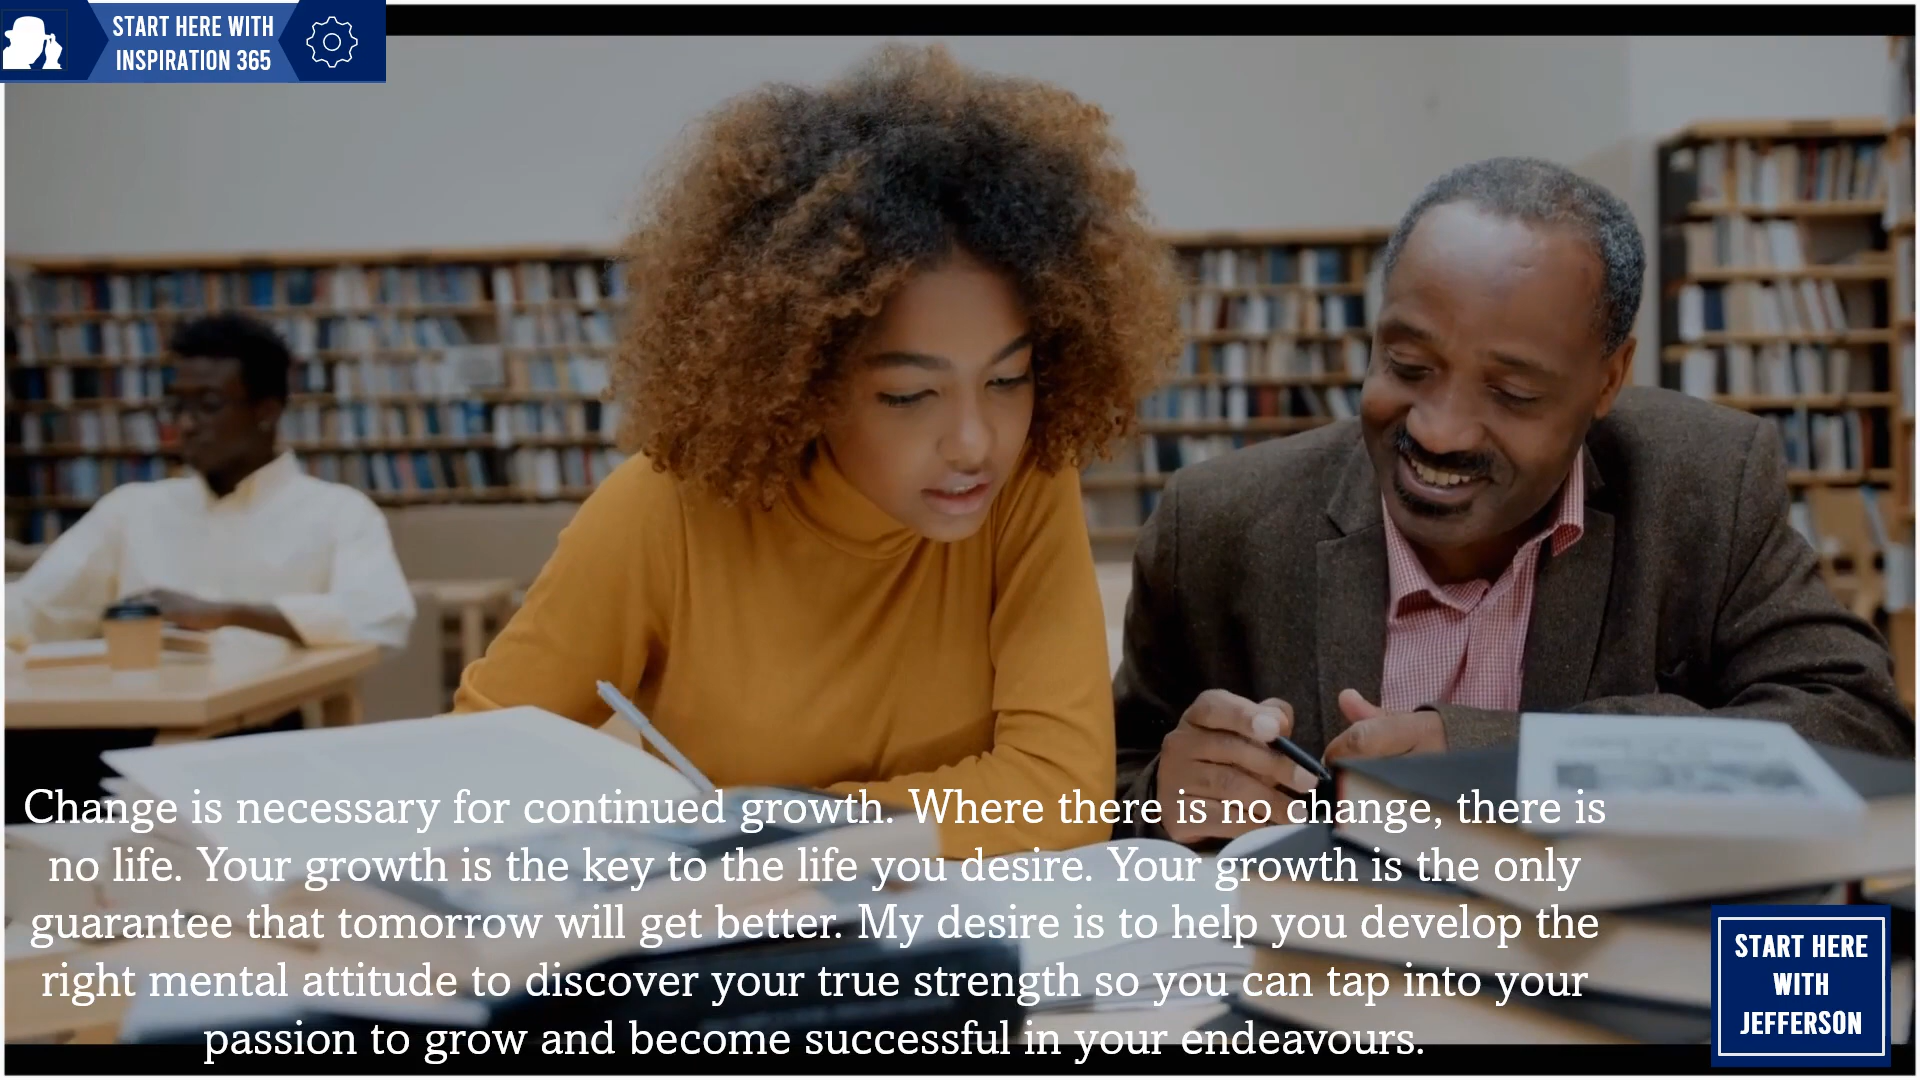 START HERE WITH
INSPIRATION 365
Change is necessary for continued growth. Where there is no change, there is
no life. Your growth is the key to the life you desire. Your growth is the only
guarantee that tomorrow will get better. My desire is to help you develop the
right mental attitude to discover your true strength so you can tap into your
passion to grow and become successful in your endeavours.
START HERE
WITH
JEFFERSON